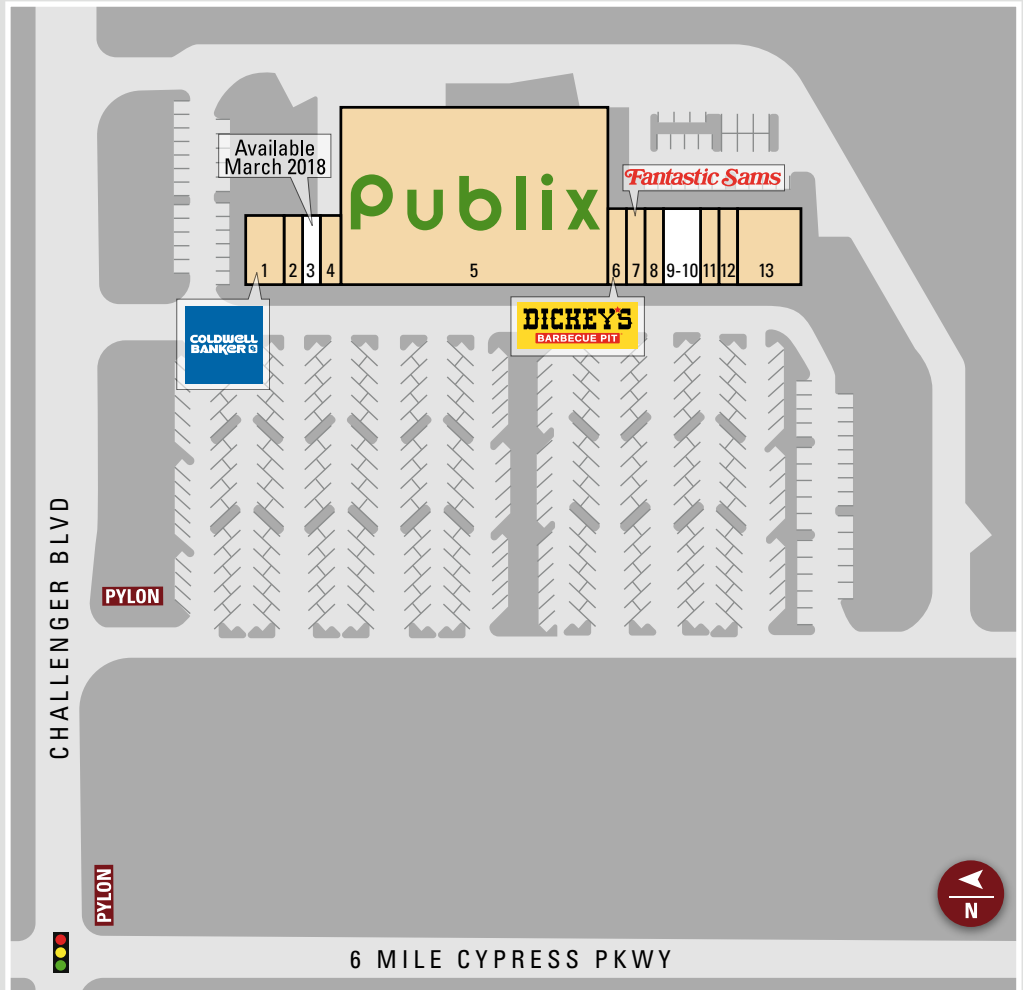 Available
March 2018
Publix
Fantastic Sams
1
2
3
4
5
6
7
8
9-10
11
12
13
COLDWELL
BANKER
DICKEY'S
BARBECUE PIT
CHALLENGER BLVD
PYLON
PYLON
N
6 MILE CYPRESS PKWY